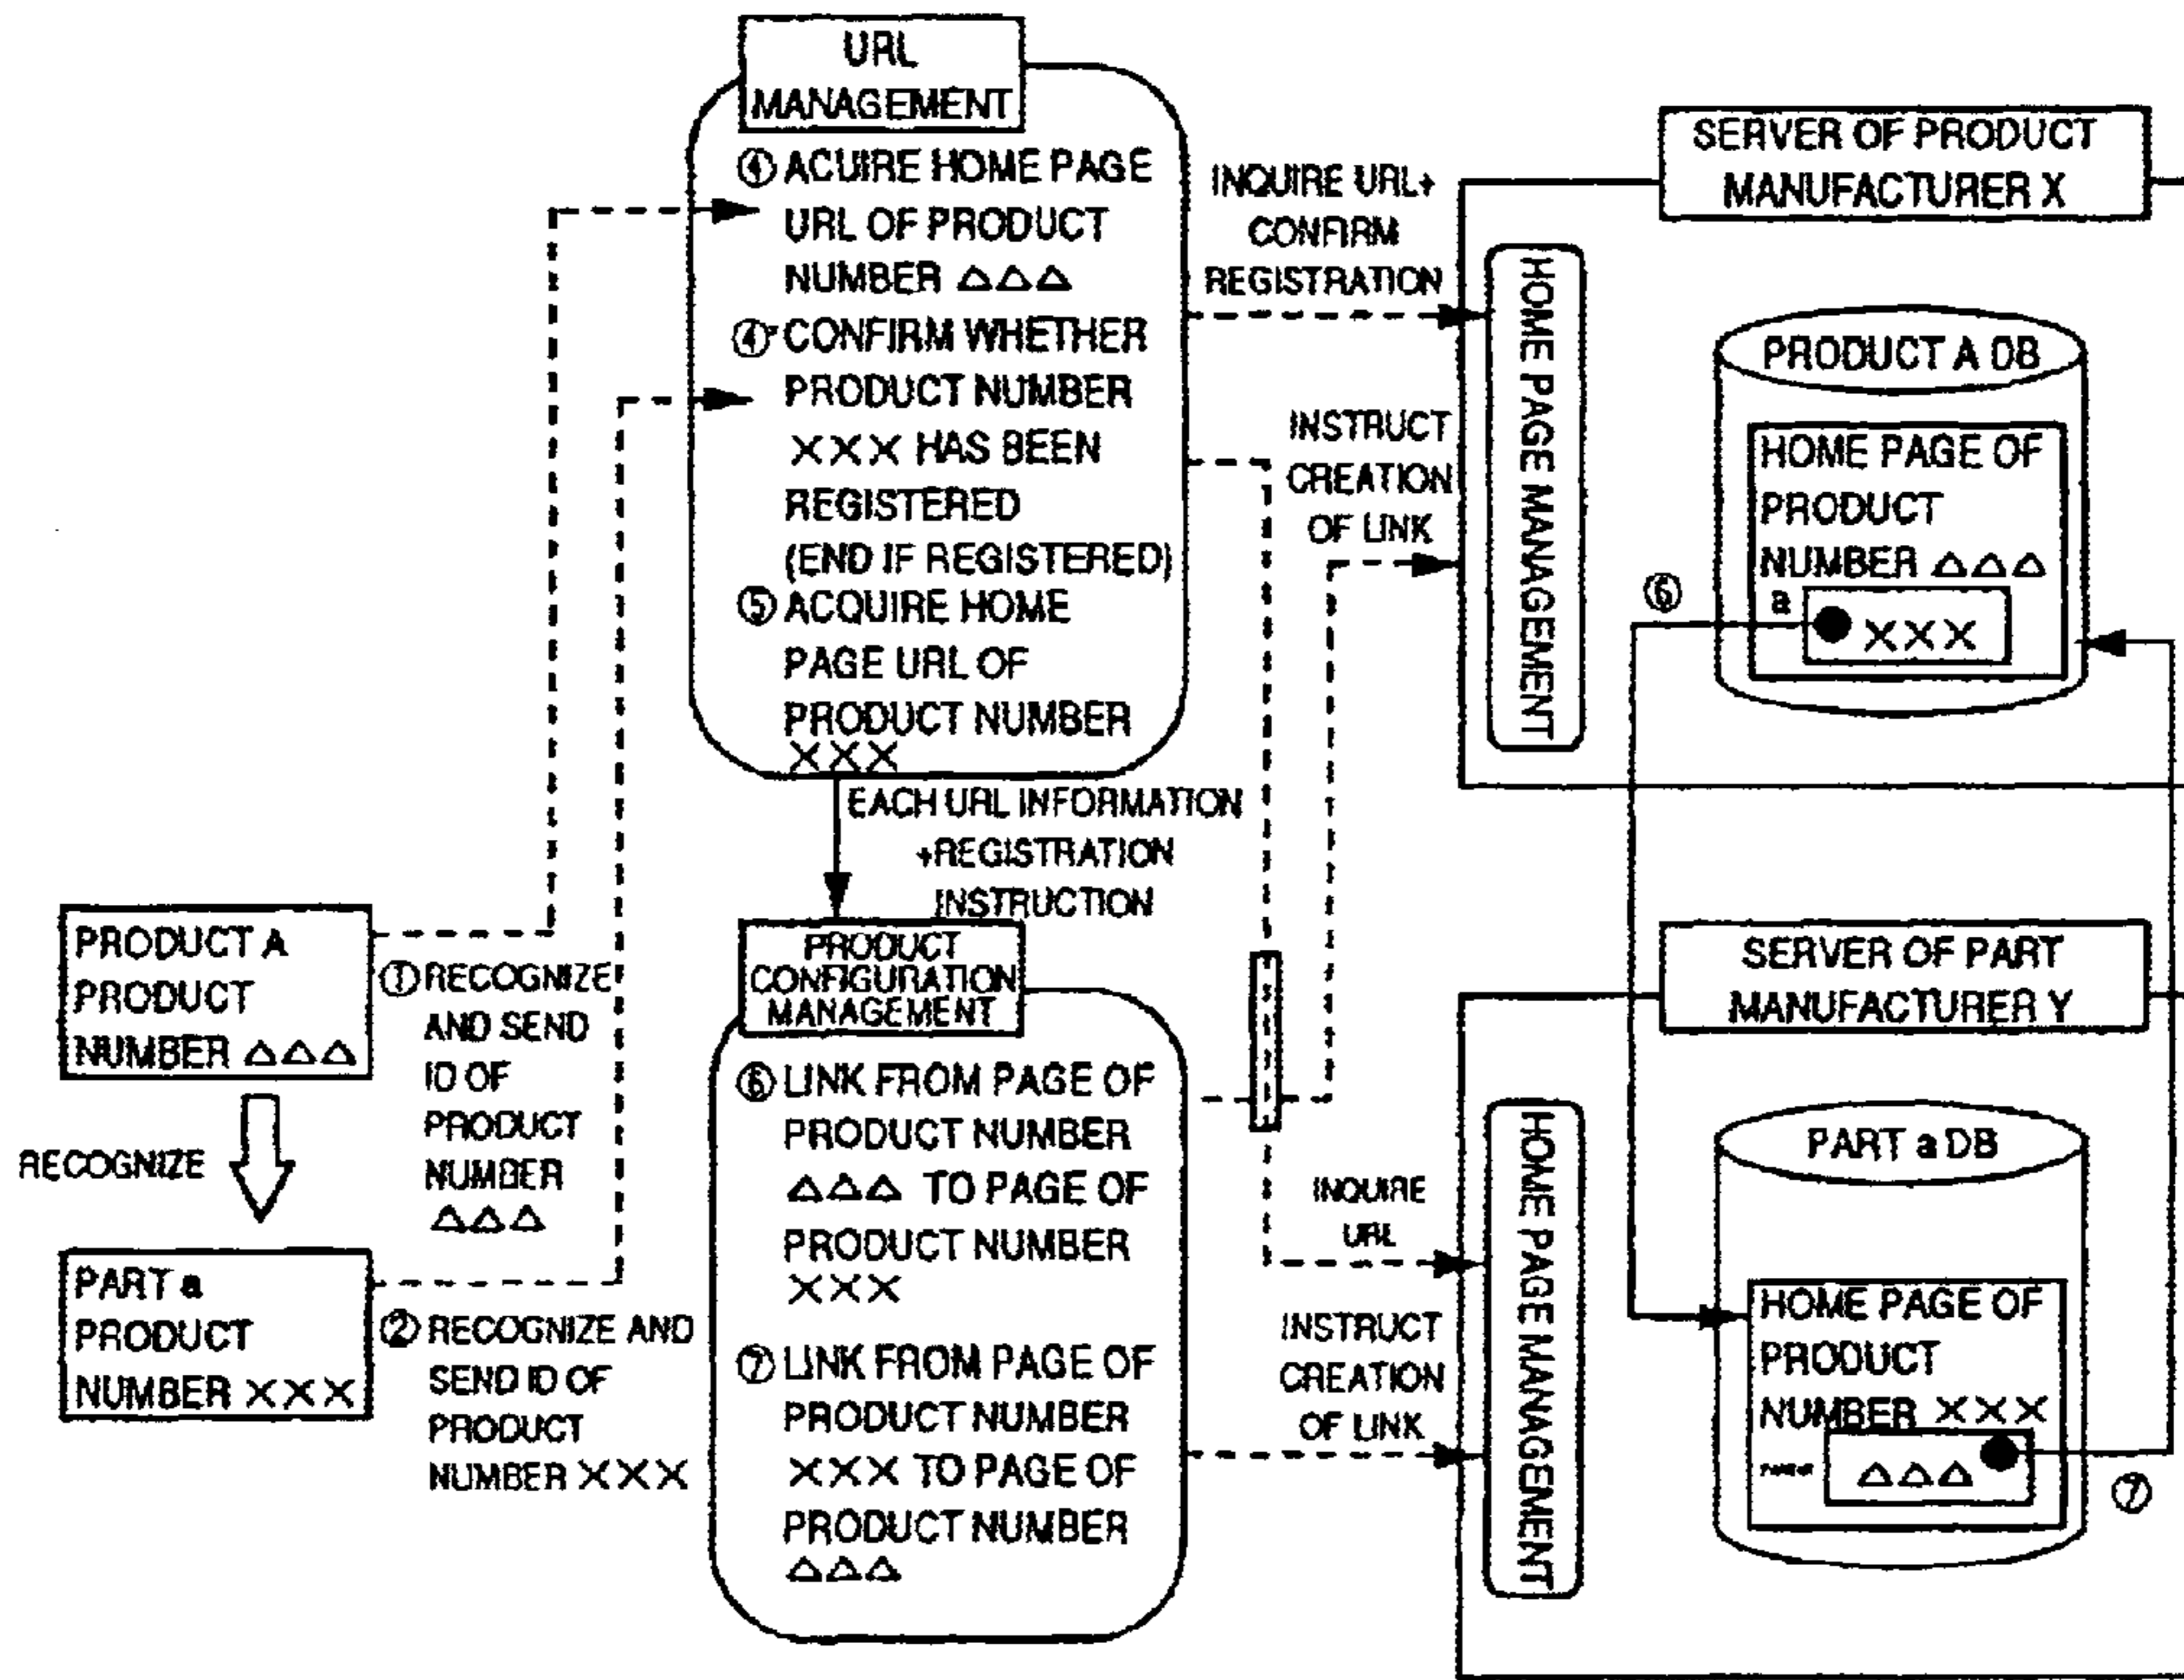 URL
MANAGEMENT
④ ACUIRE HOME PAGE
URL OF PRODUCT
NUMBER △△△
④' CONFIRM WHETHER
PRODUCT NUMBER
××× HAS BEEN
REGISTERED
(END IF REGISTERED)
⑤ ACQUIRE HOME
PAGE URL OF
PRODUCT NUMBER
×××
EACH URL INFORMATION
+REGISTRATION
INSTRUCTION
PRODUCT A
PRODUCT
NUMBER △△△
① RECOGNIZE
AND SEND
ID OF
PRODUCT
NUMBER
△△△
RECOGNIZE
PART a
PRODUCT
NUMBER ×××
② RECOGNIZE AND
SEND ID OF
PRODUCT
NUMBER ×××
PRODUCT
CONFIGURATION
MANAGEMENT
⑥ LINK FROM PAGE OF
PRODUCT NUMBER
△△△ TO PAGE OF
PRODUCT NUMBER
×××
⑦ LINK FROM PAGE OF
PRODUCT NUMBER
××× TO PAGE OF
PRODUCT NUMBER
△△△
INQUIRE URL+
CONFIRM
REGISTRATION
INSTRUCT
CREATION
OF LINK
INQUIRE
URL
INSTRUCT
CREATION
OF LINK
SERVER OF PRODUCT
MANUFACTURER X
HOME PAGE MANAGEMENT
PRODUCT A DB
HOME PAGE OF
PRODUCT
NUMBER △△△
⑥
a
×××
SERVER OF PART
MANUFACTURER Y
HOME PAGE MANAGEMENT
PART a DB
HOME PAGE OF
PRODUCT
NUMBER ×××
△△△
⑦